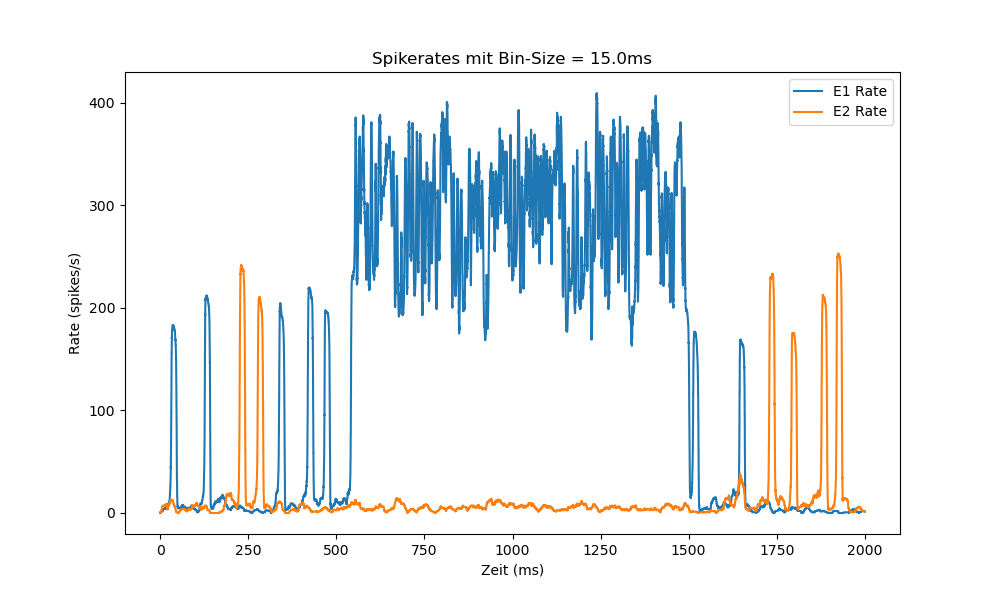 Spikerates mit Bin-Size = 15.0ms
E1 Rate
E2 Rate
Rate (spikes/s)
400
300
200
100
0
0 250 500 750 1000 1250 1500 1750 2000
Zeit (ms)